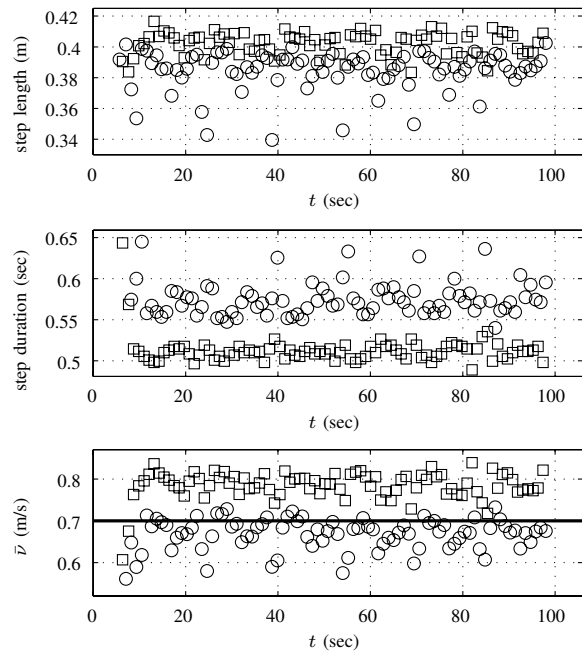 step length (m)
0.42
0.4
0.38
0.36
0.34
0 20 40 60 80 100
t (sec)
step duration (sec)
0.65
0.6
0.55
0.5
0 20 40 60 80 100
t (sec)
ν̄ (m/s)
0.8
0.7
0.6
0 20 40 60 80 100
t (sec)